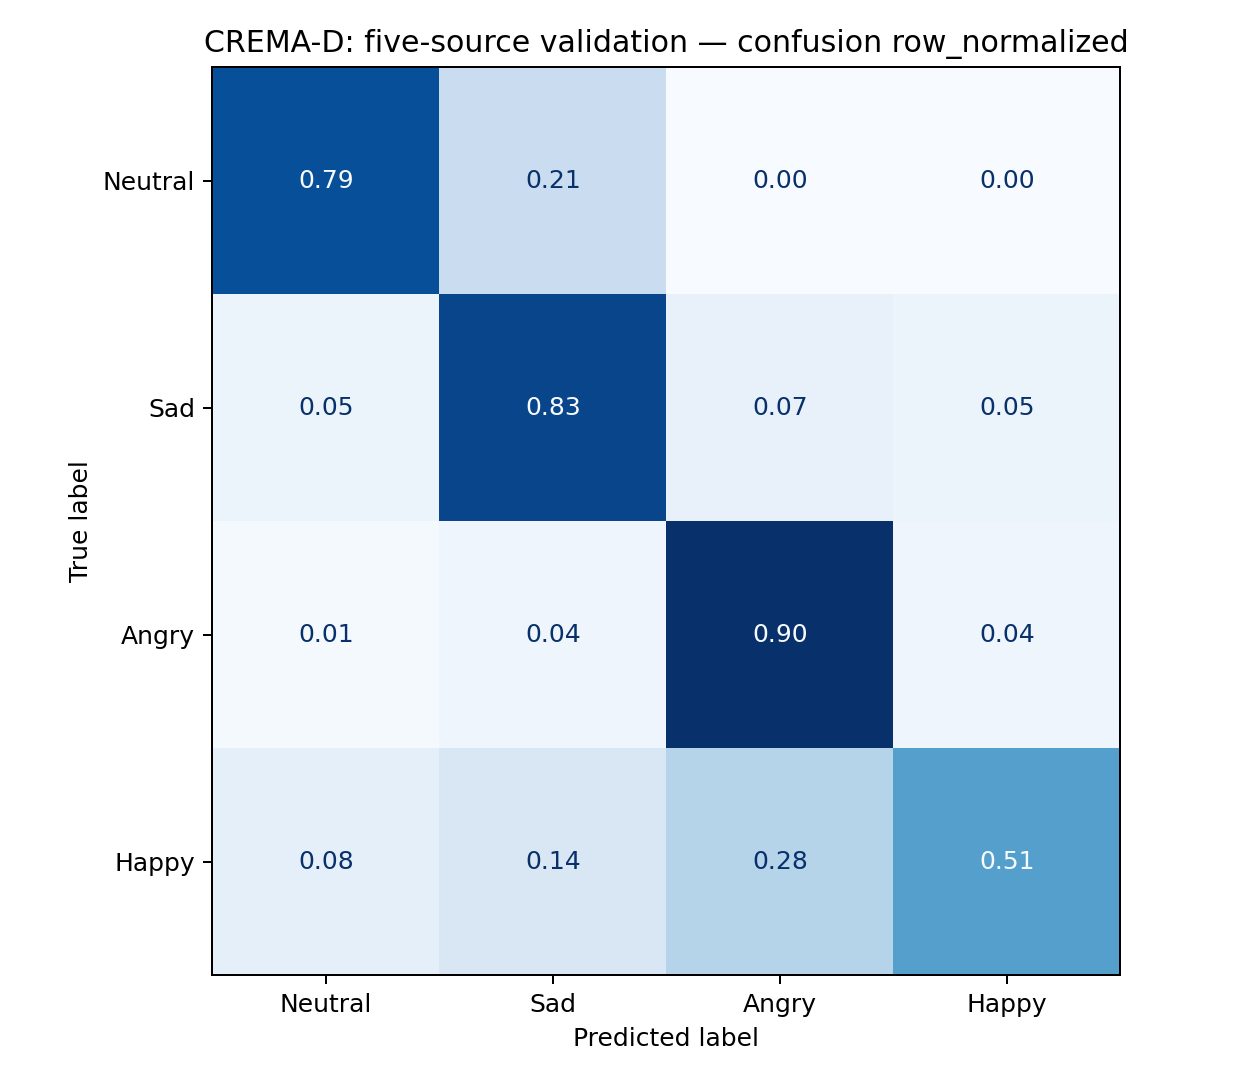 CREMA-D: five-source validation — confusion row_normalized
Neutral 0.79 0.21 0.00 0.00
Sad 0.05 0.83 0.07 0.05
Angry 0.01 0.04 0.90 0.04
Happy 0.08 0.14 0.28 0.51
Neutral Sad Angry Happy
Predicted label
True label